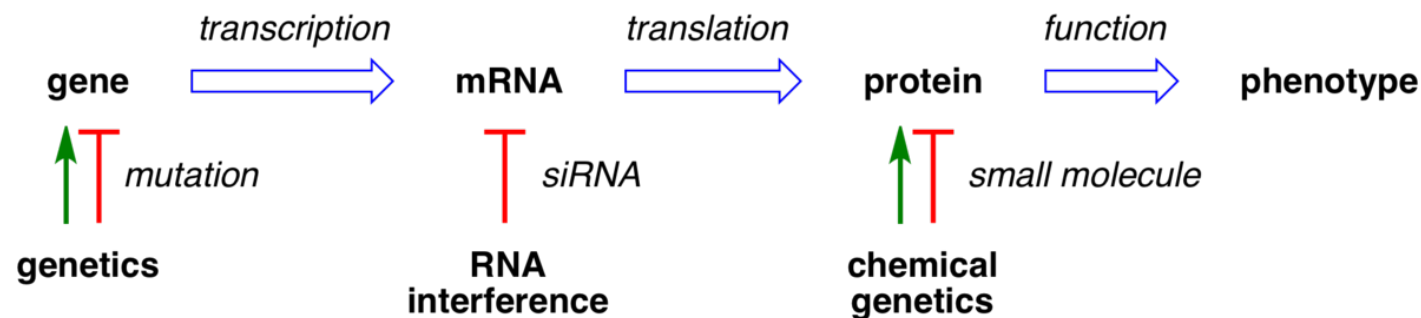 transcription translation function
gene mRNA protein phenotype
mutation siRNA small molecule
genetics RNA chemical
interference genetics